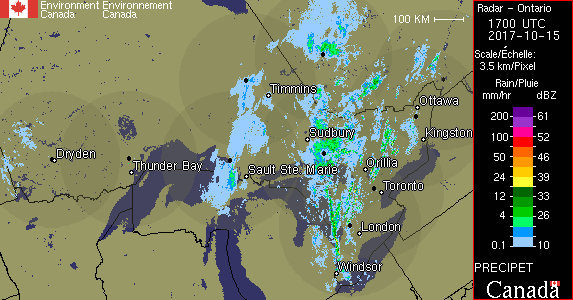 Environment Environnement
Canada Canada
100 KM
Timmins
Ottawa
Sudbury
Kingston
Dryden
Thunder Bay
Sault Ste. Marie
Orillia
Toronto
London
Windsor
Radar - Ontario
1700 UTC
2017-10-15
Scale/Échelle:
3.5 km/Pixel
Rain/Pluie
mm/hr dBZ
200 61
100 52
50 46
24 39
12 33
4 26
0.1 10
PRECIPET
Canada